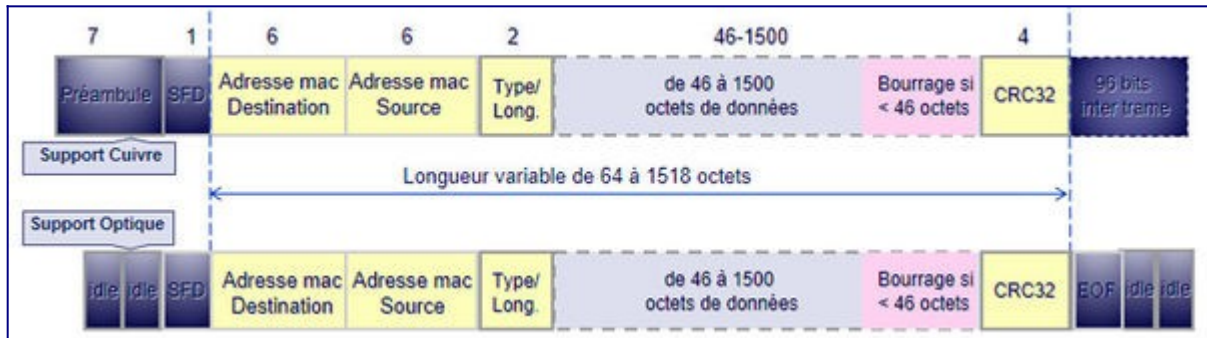 7 1 6 6 2 46-1500 4
Préambule
SFD
Adresse mac
Destination
Adresse mac
Source
Type/
Long.
de 46 à 1500
octets de données
Bourrage si
< 46 octets
CRC32
96 bits
inter trame
Support Cuivre
Longueur variable de 64 à 1518 octets
Support Optique
idle
idle
SFD
Adresse mac
Destination
Adresse mac
Source
Type/
Long.
de 46 à 1500
octets de données
Bourrage si
< 46 octets
CRC32
EOF
idle
idle